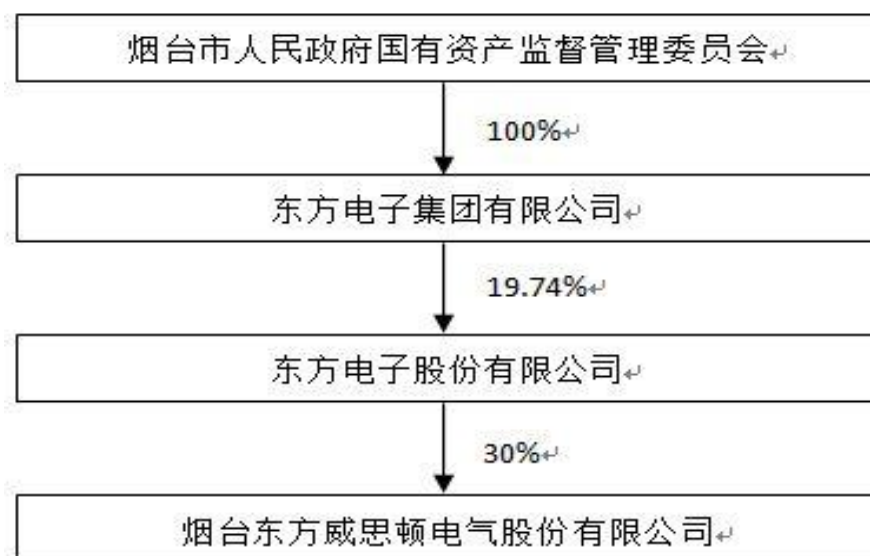 烟台市人民政府国有资产监督管理委员会↵
100%↵
东方电子集团有限公司↵
19.74%↵
东方电子股份有限公司↵
30%↵
烟台东方威思顿电气股份有限公司↵